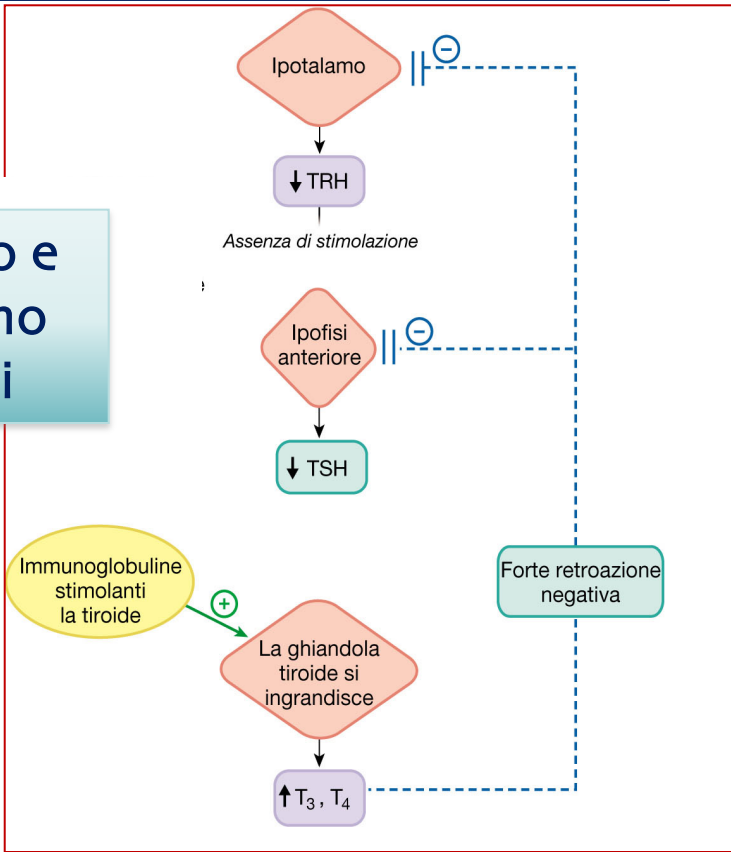 Ipotalamo
−
↓ TRH
Assenza di stimolazione
o e
no
i
e
Ipofisi
anteriore
−
↓ TSH
Immunoglobuline
stimolanti
la tiroide
+
Forte retroazione
negativa
La ghiandola
tiroide si
ingrandisce
↑ T₃ , T₄